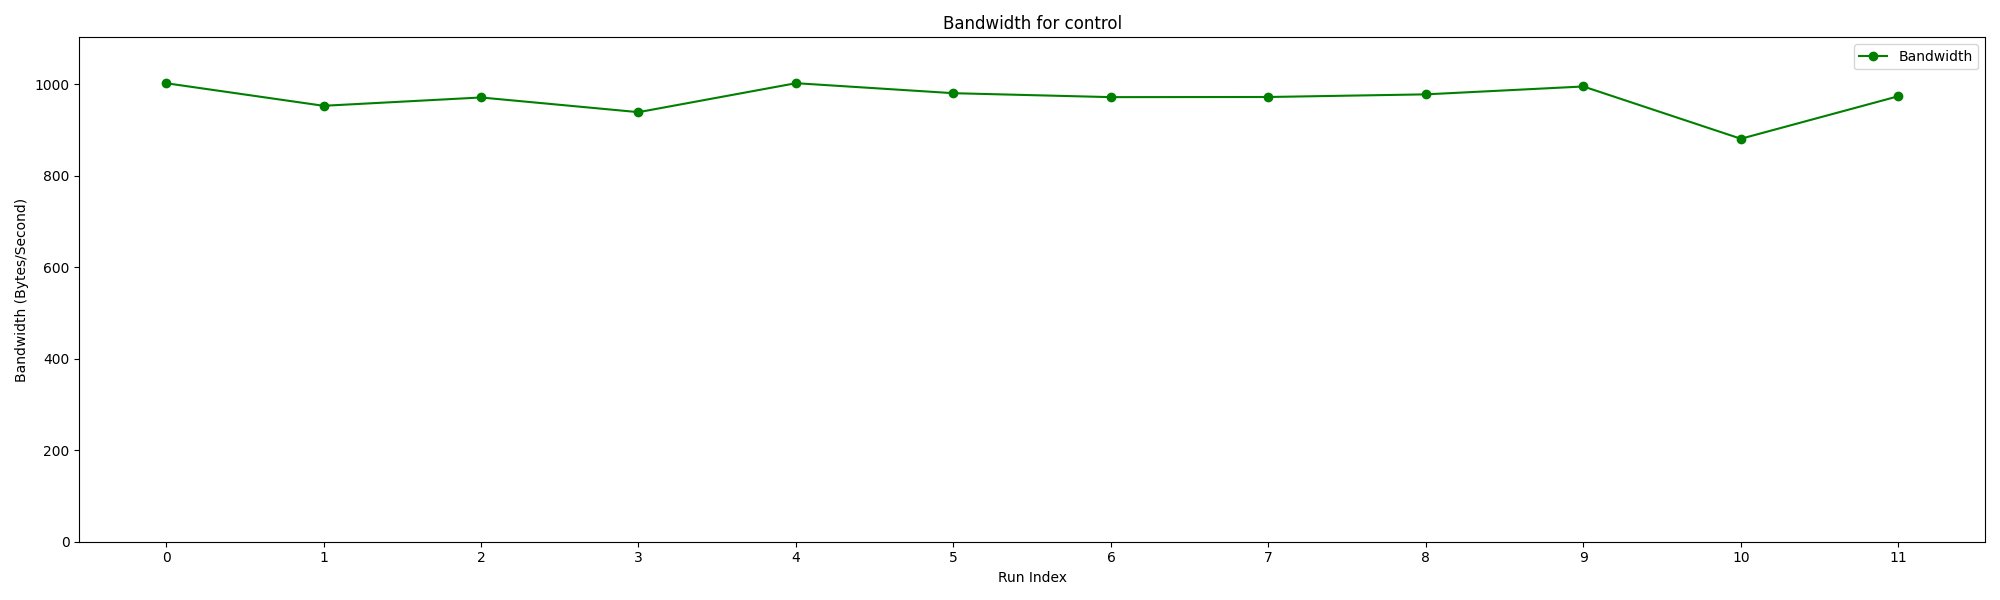 Bandwidth for control
Bandwidth
1000
800
600
400
200
0
Bandwidth (Bytes/Second)
0 1 2 3 4 5 6 7 8 9 10 11
Run Index